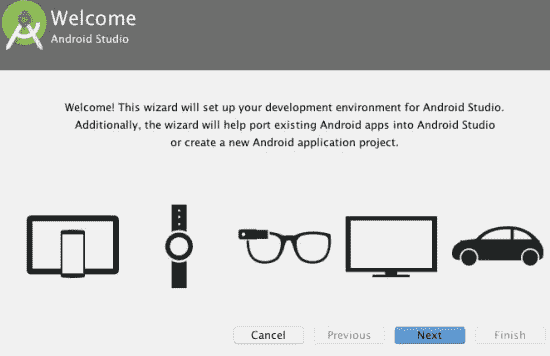 Welcome
Android Studio
Welcome! This wizard will set up your development environment for Android Studio.
Additionally, the wizard will help port existing Android apps into Android Studio
or create a new Android application project.
Cancel
Previous
Next
Finish